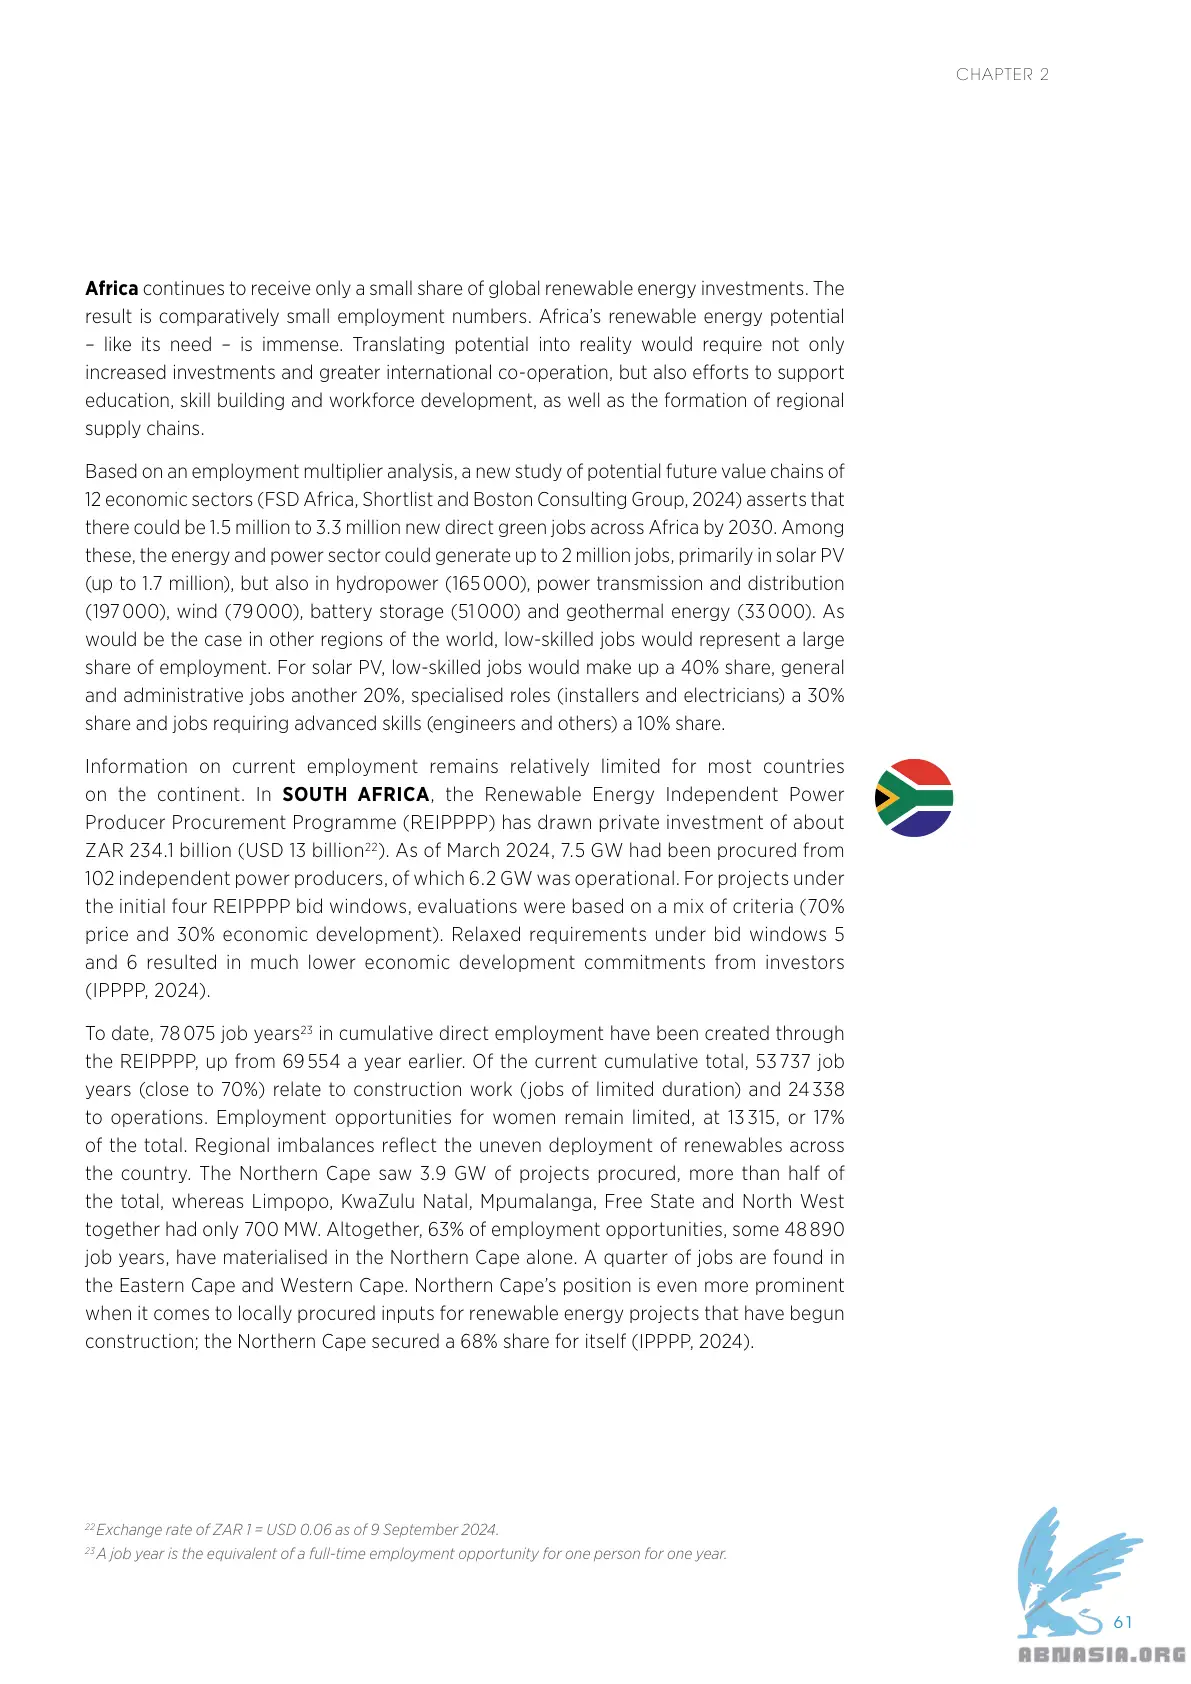 CHAPTER 2
Africa continues to receive only a small share of global renewable energy investments. The
result is comparatively small employment numbers. Africa's renewable energy potential
– like its need – is immense. Translating potential into reality would require not only
increased investments and greater international co-operation, but also efforts to support
education, skill building and workforce development, as well as the formation of regional
supply chains.
Based on an employment multiplier analysis, a new study of potential future value chains of
12 economic sectors (FSD Africa, Shortlist and Boston Consulting Group, 2024) asserts that
there could be 1.5 million to 3.3 million new direct green jobs across Africa by 2030. Among
these, the energy and power sector could generate up to 2 million jobs, primarily in solar PV
(up to 1.7 million), but also in hydropower (165 000), power transmission and distribution
(197 000), wind (79 000), battery storage (51 000) and geothermal energy (33 000). As
would be the case in other regions of the world, low-skilled jobs would represent a large
share of employment. For solar PV, low-skilled jobs would make up a 40% share, general
and administrative jobs another 20%, specialised roles (installers and electricians) a 30%
share and jobs requiring advanced skills (engineers and others) a 10% share.
Information on current employment remains relatively limited for most countries
on the continent. In SOUTH AFRICA, the Renewable Energy Independent Power
Producer Procurement Programme (REIPPPP) has drawn private investment of about
ZAR 234.1 billion (USD 13 billion22). As of March 2024, 7.5 GW had been procured from
102 independent power producers, of which 6.2 GW was operational. For projects under
the initial four REIPPPP bid windows, evaluations were based on a mix of criteria (70%
price and 30% economic development). Relaxed requirements under bid windows 5
and 6 resulted in much lower economic development commitments from investors
(IPPPP, 2024).
To date, 78 075 job years23 in cumulative direct employment have been created through
the REIPPPP, up from 69 554 a year earlier. Of the current cumulative total, 53 737 job
years (close to 70%) relate to construction work (jobs of limited duration) and 24 338
to operations. Employment opportunities for women remain limited, at 13 315, or 17%
of the total. Regional imbalances reflect the uneven deployment of renewables across
the country. The Northern Cape saw 3.9 GW of projects procured, more than half of
the total, whereas Limpopo, KwaZulu Natal, Mpumalanga, Free State and North West
together had only 700 MW. Altogether, 63% of employment opportunities, some 48 890
job years, have materialised in the Northern Cape alone. A quarter of jobs are found in
the Eastern Cape and Western Cape. Northern Cape's position is even more prominent
when it comes to locally procured inputs for renewable energy projects that have begun
construction; the Northern Cape secured a 68% share for itself (IPPPP, 2024).
22 Exchange rate of ZAR 1 = USD 0.06 as of 9 September 2024.
23 A job year is the equivalent of a full-time employment opportunity for one person for one year.
61
ABNASIA.ORG